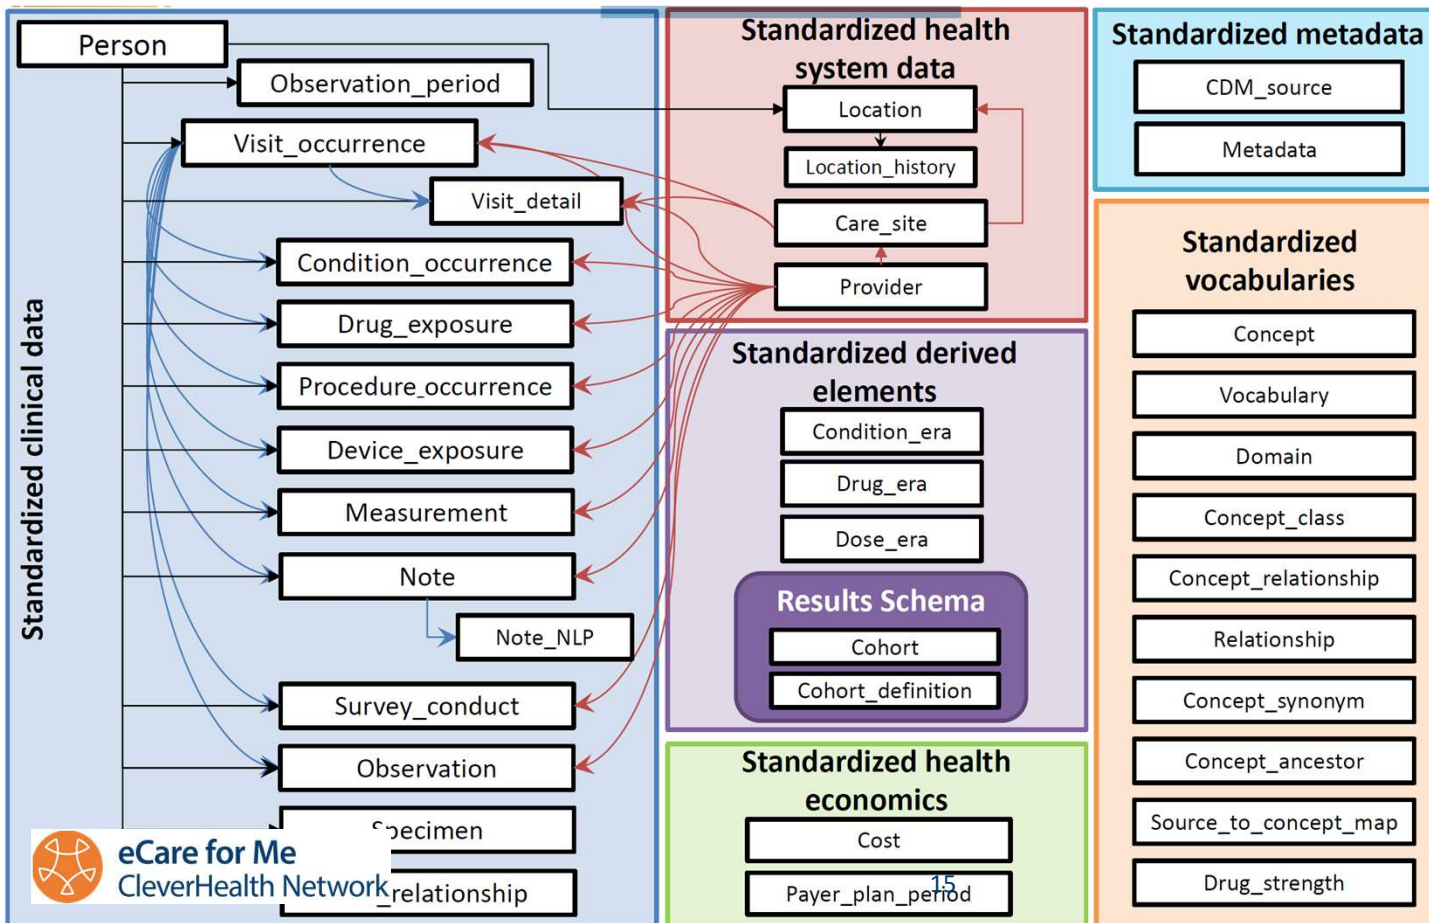 Person
Observation_period
Visit_occurrence
Visit_detail
Condition_occurrence
Drug_exposure
Procedure_occurrence
Device_exposure
Measurement
Note
Note_NLP
Survey_conduct
Observation
Specimen
_relationship
Standardized clinical data
eCare for Me
CleverHealth Network
Standardized health
system data
Location
Location_history
Care_site
Provider
Standardized derived
elements
Condition_era
Drug_era
Dose_era
Results Schema
Cohort
Cohort_definition
Standardized health
economics
Cost
Payer_plan_period
15
Standardized metadata
CDM_source
Metadata
Standardized
vocabularies
Concept
Vocabulary
Domain
Concept_class
Concept_relationship
Relationship
Concept_synonym
Concept_ancestor
Source_to_concept_map
Drug_strength